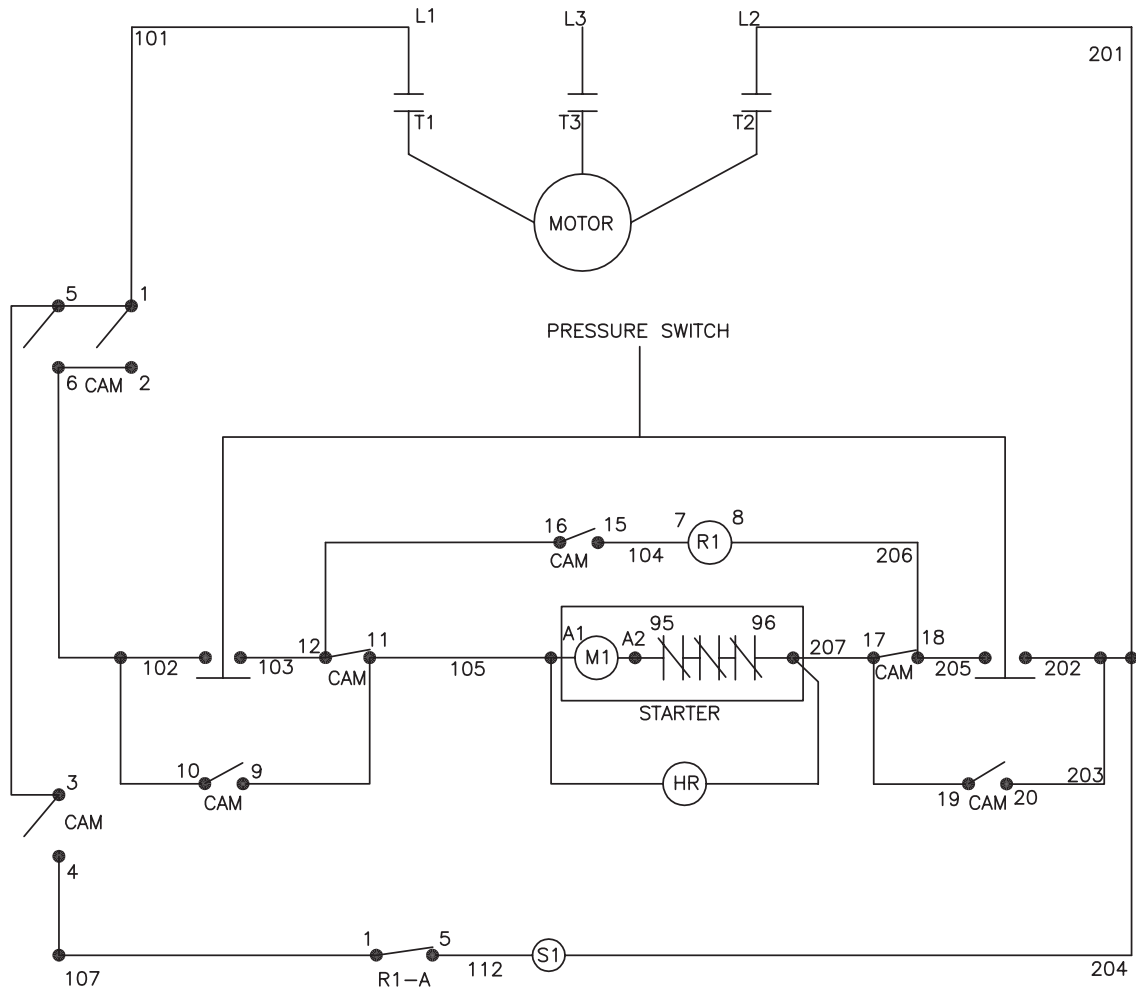 L1
L3
L2
101
201
T1
T3
T2
MOTOR
5
1
PRESSURE SWITCH
6
CAM
2
16
15
7
8
CAM
104
R1
206
12
11
A1
A2
95
96
17
18
102
103
CAM
105
M1
207
CAM
205
202
STARTER
10
9
CAM
HR
19
CAM
20
203
3
CAM
4
1
5
107
R1-A
112
S1
204